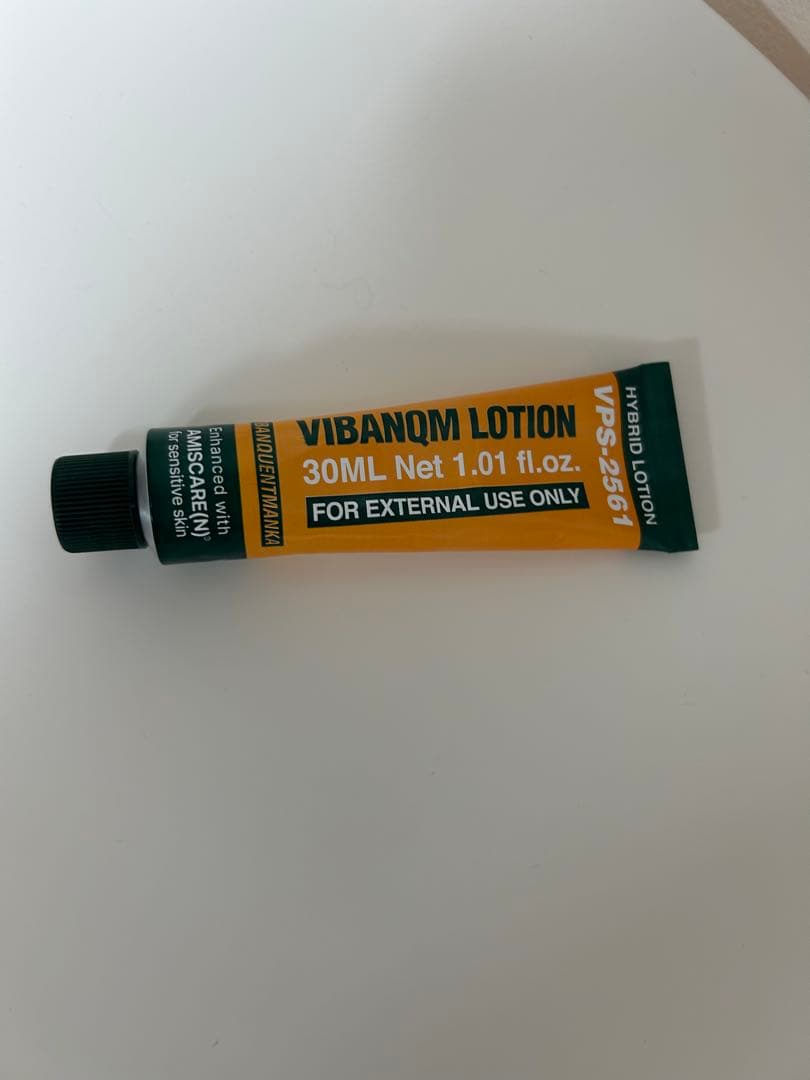 VIBANQM LOTION
30ML Net 1.01 fl.oz.
FOR EXTERNAL USE ONLY
BANQUENTMANKA
Enhanced with
AMISCARE(N)®
for sensitive skin
VPS-2561
HYBRID LOTION